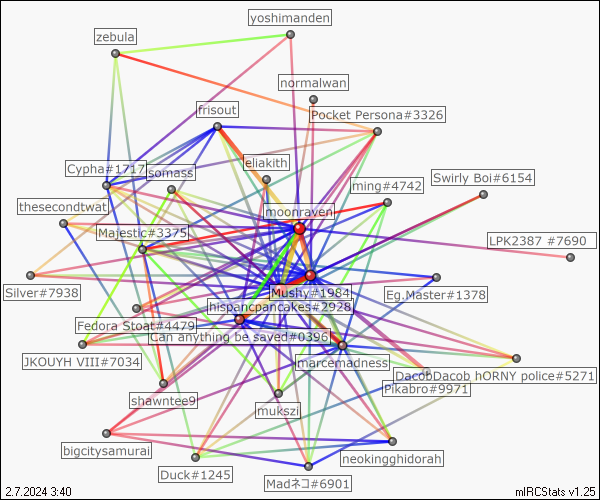 yoshimanden
zebula
normalwan
frisout
Pocket Persona#3326
eliakith
Cypha#1717
somass
ming#4742
Swirly Boi#6154
thesecondtwat
moonraven
Majestic#3375
LPK2387 #7690
Silver#7938
Mushy#1984
Eg.Master#1378
hispancpancakes#2928
Fedora Stoat#4479
Can anything be saved#0396
JKOUYH VIII#7034
marcemadness
DacobDacob hORNY police#5271
Pikabro#9971
shawntee9
mukszi
bigcitysamurai
neokingghidorah
Duck#1245
Madネコ#6901
2.7.2024 3:40
mIRCStats v1.25